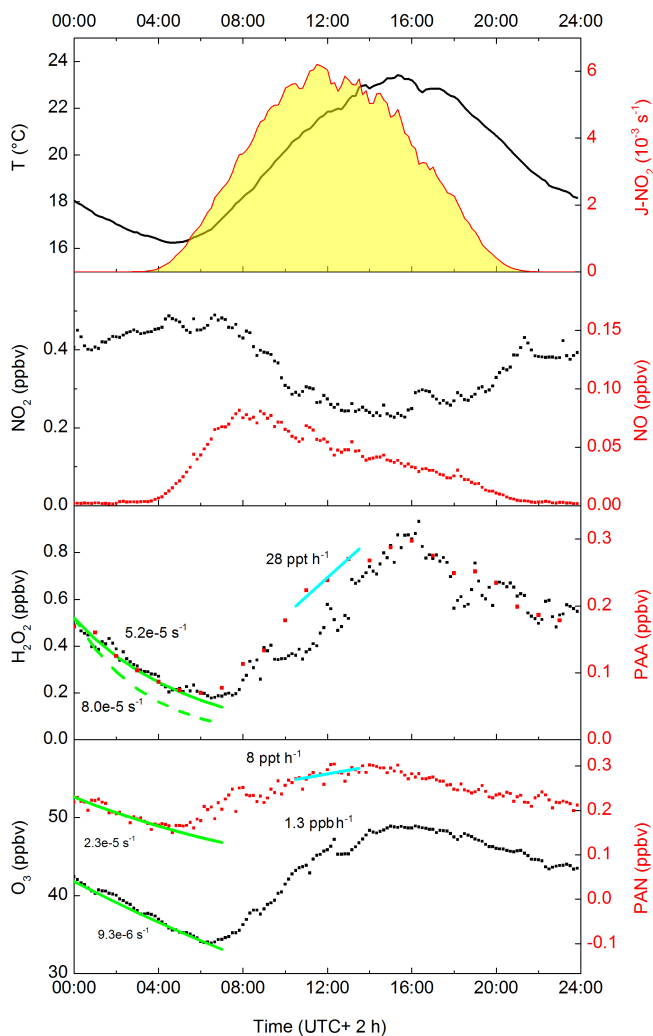 00:00 04:00 08:00 12:00 16:00 20:00 24:00
24
22
20
18
16
T (°C)
6
4
2
0
J-NO2 (10-3 s-1)
0.4
0.2
0.0
NO2 (ppbv)
0.15
0.10
0.05
0.00
NO (ppbv)
0.8
0.6
0.4
0.2
0.0
H2O2 (ppbv)
28 ppt h-1
5.2e-5 s-1
8.0e-5 s-1
0.3
0.2
0.1
0.0
PAA (ppbv)
50
40
30
O3 (ppbv)
8 ppt h-1
1.3 ppb h-1
2.3e-5 s-1
9.3e-6 s-1
0.3
0.2
0.1
0.0
-0.1
PAN (ppbv)
00:00 04:00 08:00 12:00 16:00 20:00 24:00
Time (UTC+ 2 h)